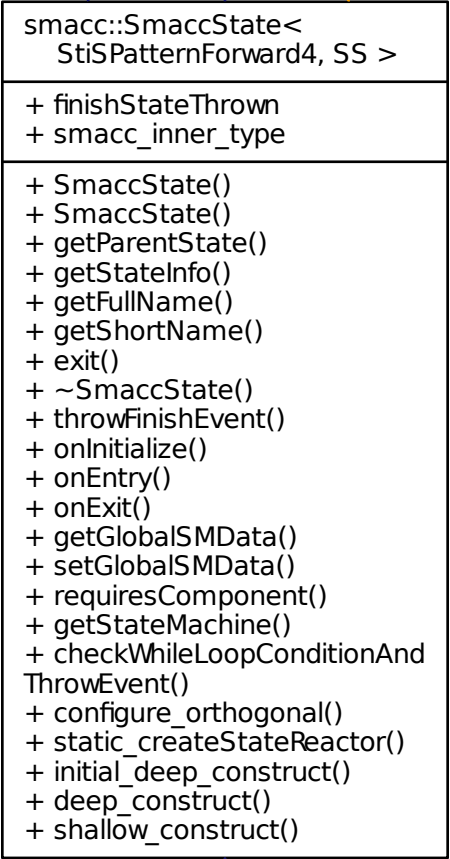 smacc::SmaccState<
StiSPatternForward4, SS >
+ finishStateThrown
+ smacc_inner_type
+ SmaccState()
+ SmaccState()
+ getParentState()
+ getStateInfo()
+ getFullName()
+ getShortName()
+ exit()
+ ~SmaccState()
+ throwFinishEvent()
+ onInitialize()
+ onEntry()
+ onExit()
+ getGlobalSMData()
+ setGlobalSMData()
+ requiresComponent()
+ getStateMachine()
+ checkWhileLoopConditionAnd
ThrowEvent()
+ configure_orthogonal()
+ static_createStateReactor()
+ initial_deep_construct()
+ deep_construct()
+ shallow_construct()